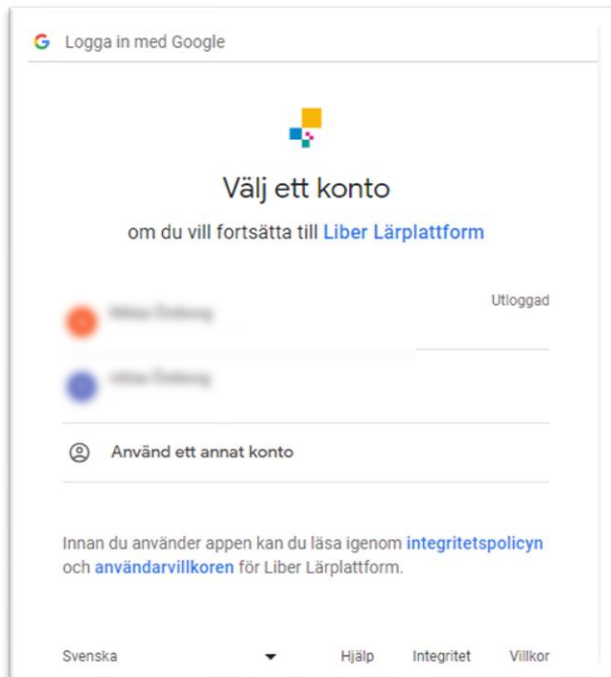 Logga in med Google
Välj ett konto
om du vill fortsätta till Liber Lärplattform
Utloggad
Använd ett annat konto
Innan du använder appen kan du läsa igenom integritetspolicyn
och användarvillkoren för Liber Lärplattform.
Svenska Hjälp Integritet Villkor